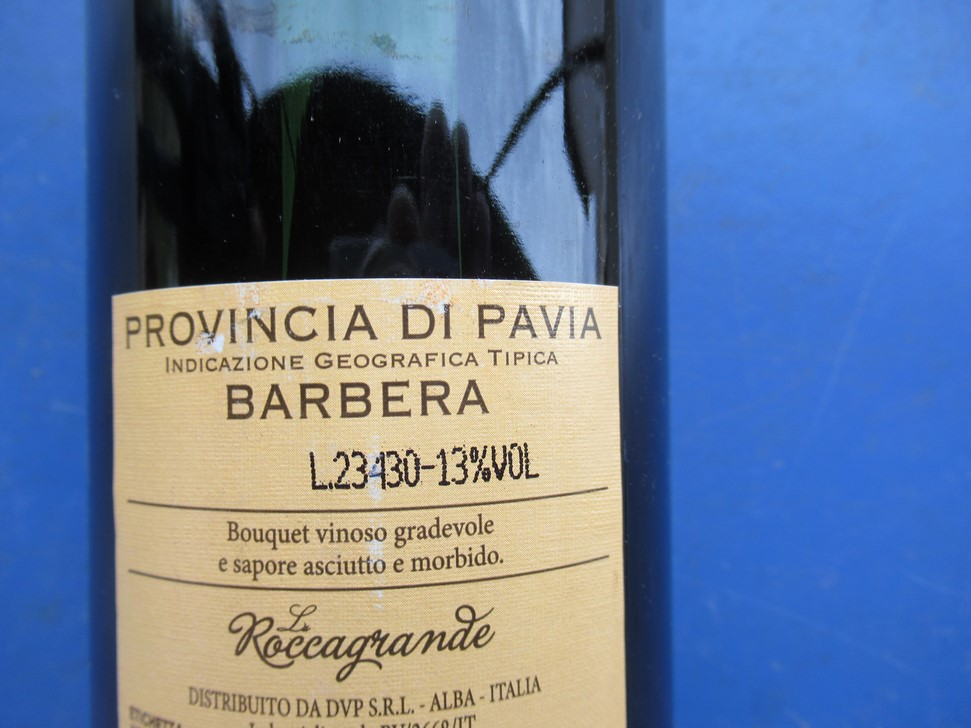 PROVINCIA DI PAVIA
INDICAZIONE GEOGRAFICA TIPICA
BARBERA
L.23430-13%VOL
Bouquet vinoso gradevole
e sapore asciutto e morbido.
La Roccagrande
DISTRIBUITO DA DVP S.R.L. - ALBA - ITALIA